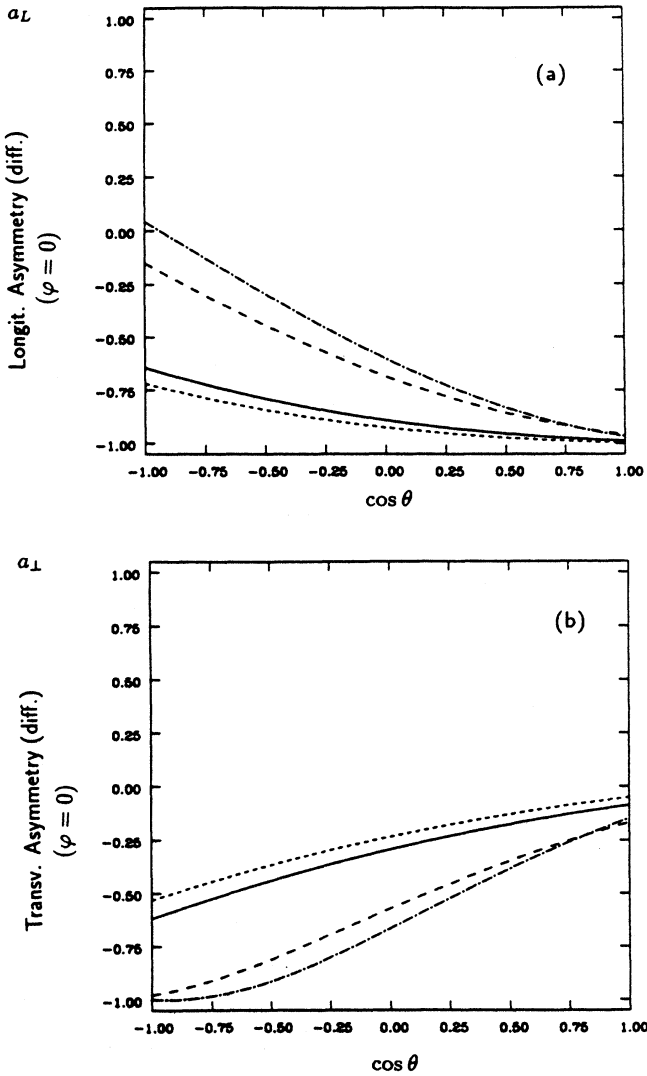 a_L
(a)
Longit. Asymmetry (diff.)
(φ = 0)
1.00
0.75
0.50
0.25
0.00
−0.25
−0.50
−0.75
−1.00
−1.00 −0.75 −0.50 −0.25 0.00 0.25 0.50 0.75 1.00
cos θ
a_⊥
(b)
Transv. Asymmetry (diff.)
(φ = 0)
1.00
0.75
0.50
0.25
0.00
−0.25
−0.50
−0.75
−1.00
−1.00 −0.75 −0.50 −0.25 0.00 0.25 0.50 0.75 1.00
cos θ